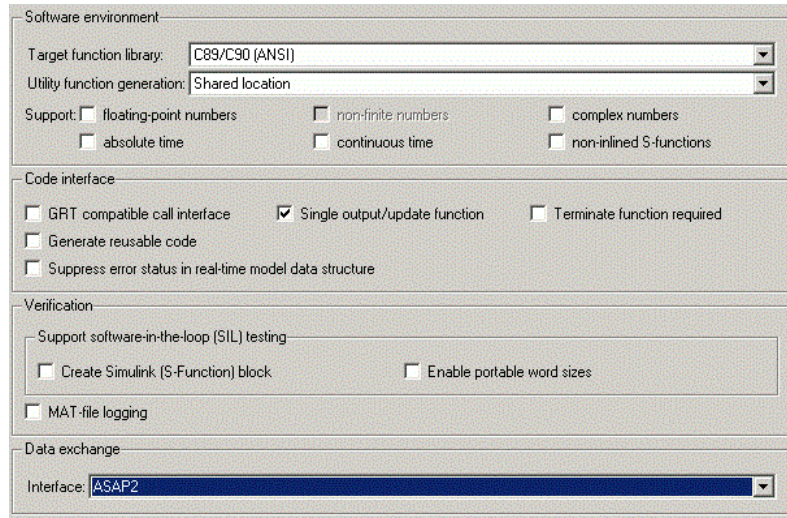 Software environment
Target function library: C89/C90 (ANSI)
Utility function generation: Shared location
Support: floating-point numbers non-finite numbers complex numbers
absolute time continuous time non-inlined S-functions
Code interface
GRT compatible call interface Single output/update function Terminate function required
Generate reusable code
Suppress error status in real-time model data structure
Verification
Support software-in-the-loop (SIL) testing
Create Simulink (S-Function) block Enable portable word sizes
MAT-file logging
Data exchange
Interface: ASAP2